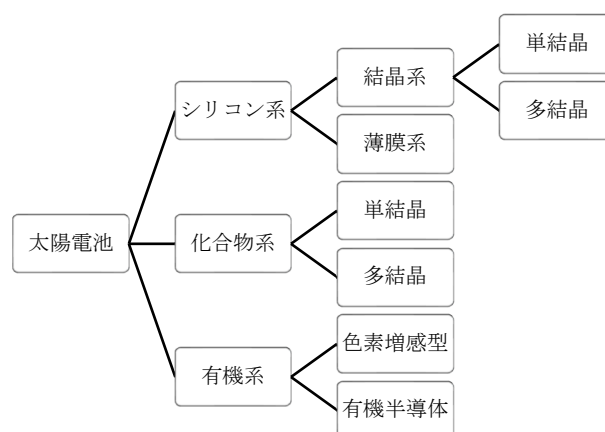 太陽電池
シリコン系
結晶系
単結晶
多結晶
薄膜系
化合物系
単結晶
多結晶
有機系
色素増感型
有機半導体